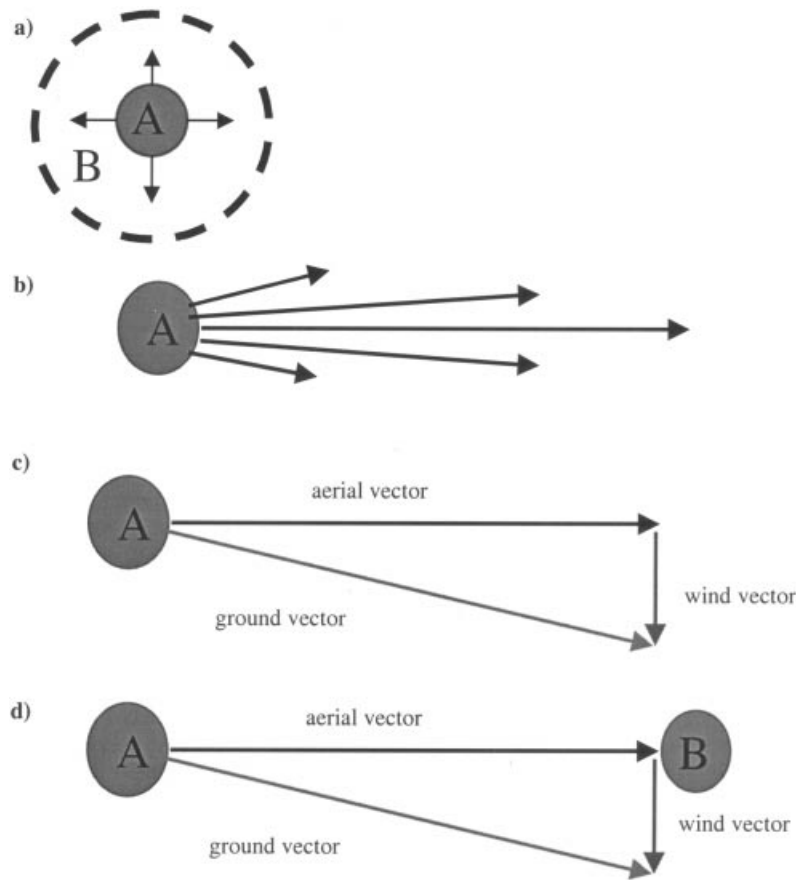 a)
A
B
b)
A
c)
aerial vector
A
wind vector
ground vector
d)
aerial vector
A
B
wind vector
ground vector